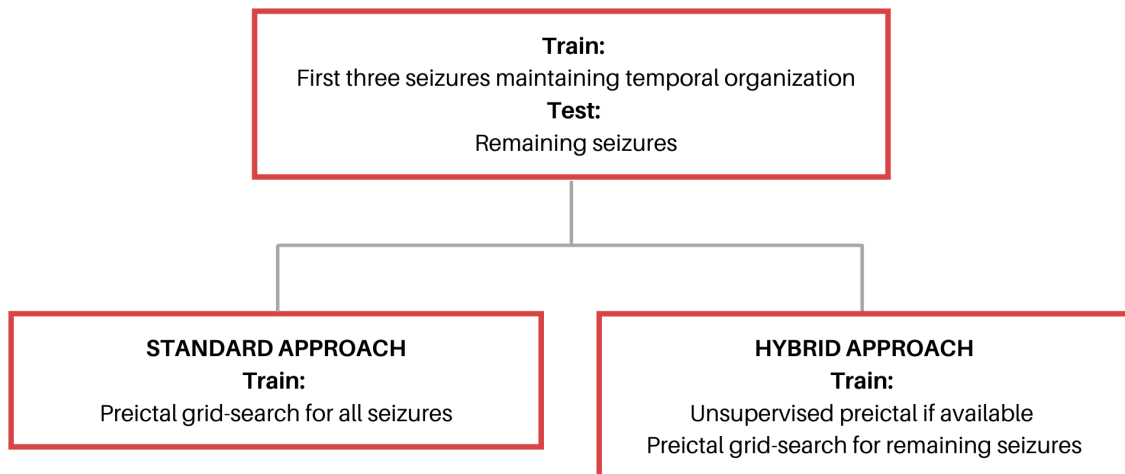 Train:
First three seizures maintaining temporal organization
Test:
Remaining seizures
STANDARD APPROACH
Train:
Preictal grid-search for all seizures
HYBRID APPROACH
Train:
Unsupervised preictal if available
Preictal grid-search for remaining seizures